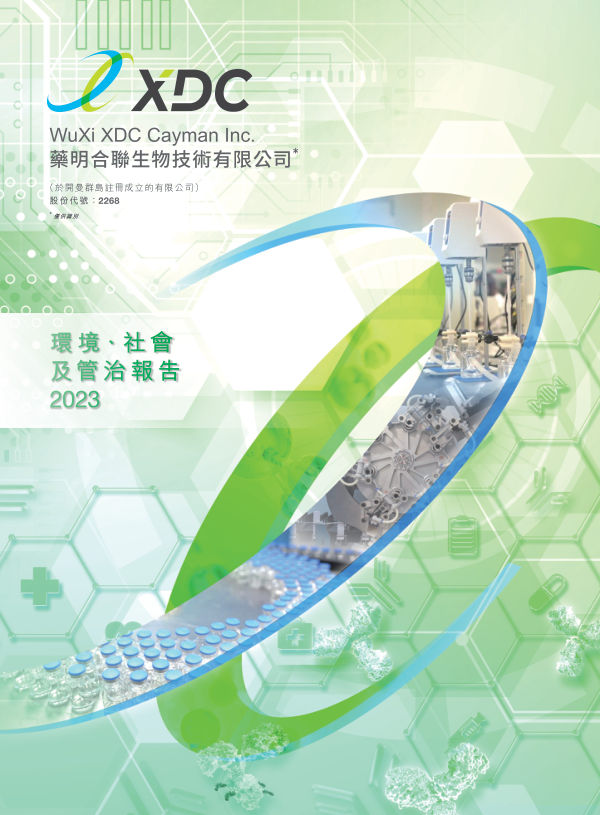 XDC
WuXi XDC Cayman Inc.
藥明合聯生物技術有限公司*
（於開曼群島註冊成立的有限公司）
股份代號：2268
* 僅供識別
環境、社會
及管治報告
2023